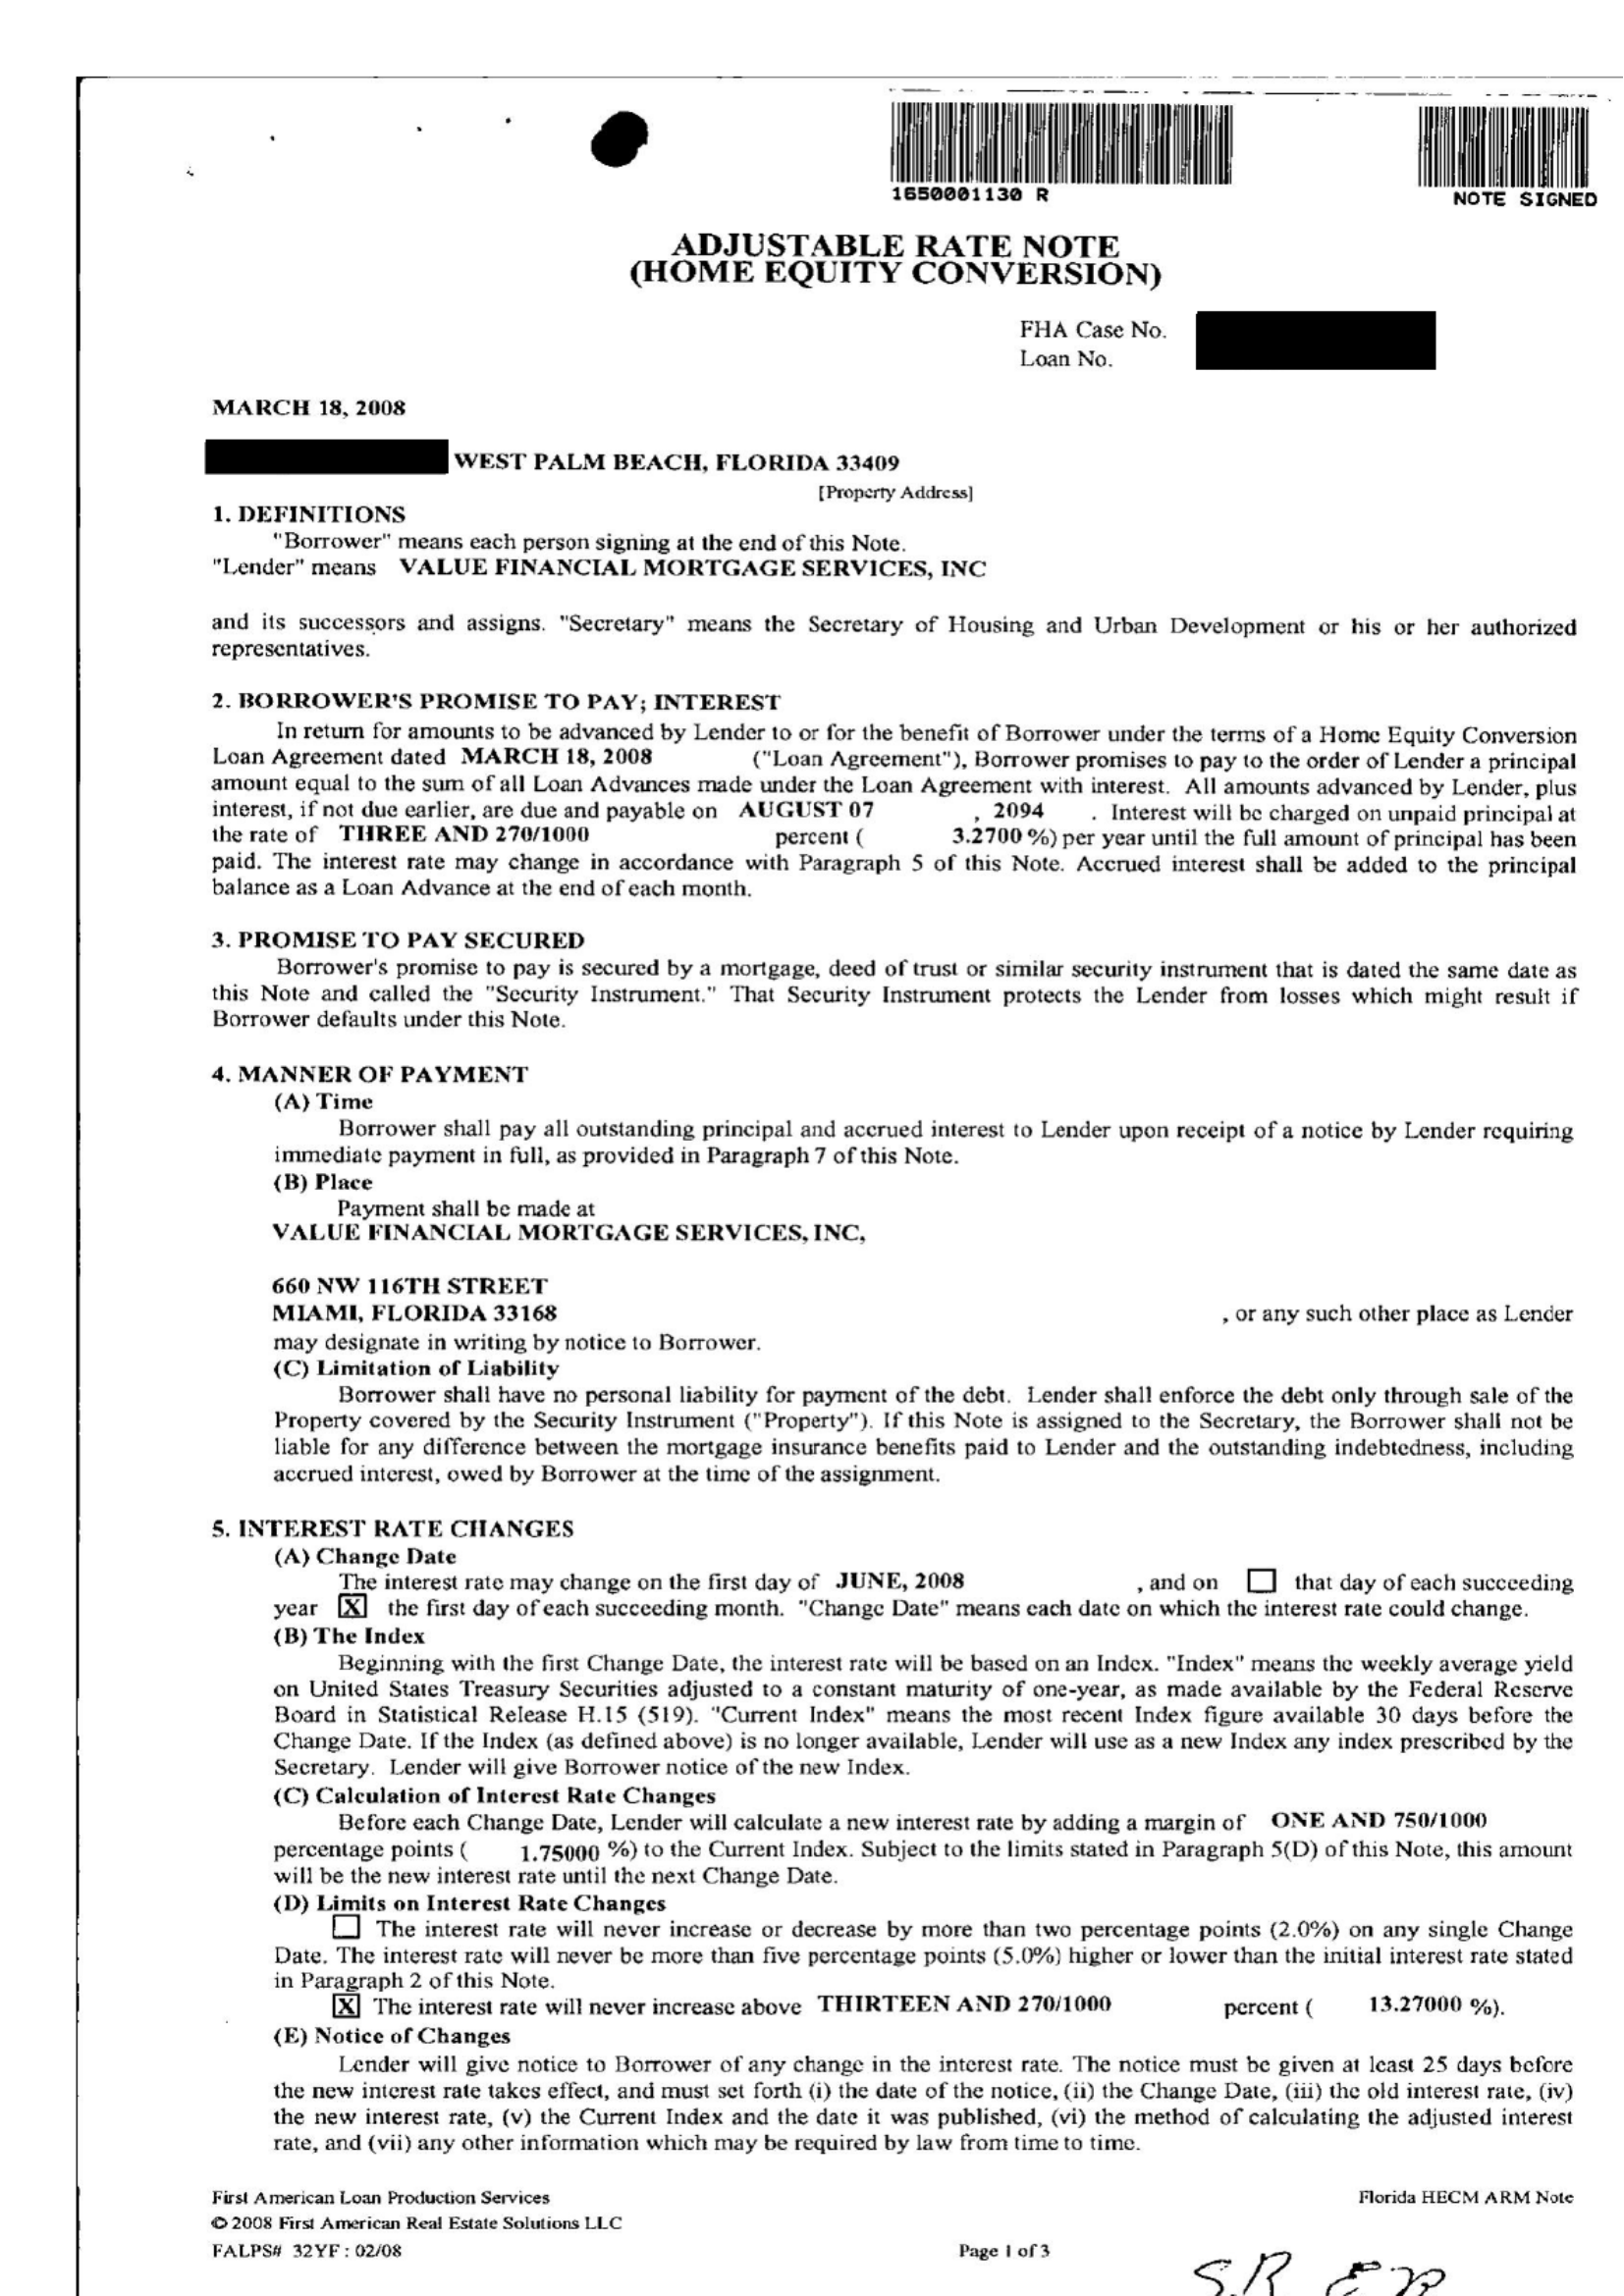 1650001130 R
NOTE SIGNED
ADJUSTABLE RATE NOTE
(HOME EQUITY CONVERSION)
FHA Case No.
Loan No.
MARCH 18, 2008
WEST PALM BEACH, FLORIDA 33409
[Property Address]
1. DEFINITIONS
"Borrower" means each person signing at the end of this Note.
"Lender" means VALUE FINANCIAL MORTGAGE SERVICES, INC
and its successors and assigns. "Secretary" means the Secretary of Housing and Urban Development or his or her authorized
representatives.
2. BORROWER'S PROMISE TO PAY; INTEREST
In return for amounts to be advanced by Lender to or for the benefit of Borrower under the terms of a Home Equity Conversion
Loan Agreement dated MARCH 18, 2008 ("Loan Agreement"), Borrower promises to pay to the order of Lender a principal
amount equal to the sum of all Loan Advances made under the Loan Agreement with interest. All amounts advanced by Lender, plus
interest, if not due earlier, are due and payable on AUGUST 07 , 2094 . Interest will be charged on unpaid principal at
the rate of THREE AND 270/1000 percent ( 3.2700 %) per year until the full amount of principal has been
paid. The interest rate may change in accordance with Paragraph 5 of this Note. Accrued interest shall be added to the principal
balance as a Loan Advance at the end of each month.
3. PROMISE TO PAY SECURED
Borrower's promise to pay is secured by a mortgage, deed of trust or similar security instrument that is dated the same date as
this Note and called the "Security Instrument." That Security Instrument protects the Lender from losses which might result if
Borrower defaults under this Note.
4. MANNER OF PAYMENT
(A) Time
Borrower shall pay all outstanding principal and accrued interest to Lender upon receipt of a notice by Lender requiring
immediate payment in full, as provided in Paragraph 7 of this Note.
(B) Place
Payment shall be made at
VALUE FINANCIAL MORTGAGE SERVICES, INC,
660 NW 116TH STREET
MIAMI, FLORIDA 33168 , or any such other place as Lender
may designate in writing by notice to Borrower.
(C) Limitation of Liability
Borrower shall have no personal liability for payment of the debt. Lender shall enforce the debt only through sale of the
Property covered by the Security Instrument ("Property"). If this Note is assigned to the Secretary, the Borrower shall not be
liable for any difference between the mortgage insurance benefits paid to Lender and the outstanding indebtedness, including
accrued interest, owed by Borrower at the time of the assignment.
5. INTEREST RATE CHANGES
(A) Change Date
The interest rate may change on the first day of JUNE, 2008 , and on ☐ that day of each succeeding
year [X] the first day of each succeeding month. "Change Date" means each date on which the interest rate could change.
(B) The Index
Beginning with the first Change Date, the interest rate will be based on an Index. "Index" means the weekly average yield
on United States Treasury Securities adjusted to a constant maturity of one-year, as made available by the Federal Reserve
Board in Statistical Release H.15 (519). "Current Index" means the most recent Index figure available 30 days before the
Change Date. If the Index (as defined above) is no longer available, Lender will use as a new Index any index prescribed by the
Secretary. Lender will give Borrower notice of the new Index.
(C) Calculation of Interest Rate Changes
Before each Change Date, Lender will calculate a new interest rate by adding a margin of ONE AND 750/1000
percentage points ( 1.75000 %) to the Current Index. Subject to the limits stated in Paragraph 5(D) of this Note, this amount
will be the new interest rate until the next Change Date.
(D) Limits on Interest Rate Changes
☐ The interest rate will never increase or decrease by more than two percentage points (2.0%) on any single Change
Date. The interest rate will never be more than five percentage points (5.0%) higher or lower than the initial interest rate stated
in Paragraph 2 of this Note.
[X] The interest rate will never increase above THIRTEEN AND 270/1000 percent ( 13.27000 %).
(E) Notice of Changes
Lender will give notice to Borrower of any change in the interest rate. The notice must be given at least 25 days before
the new interest rate takes effect, and must set forth (i) the date of the notice, (ii) the Change Date, (iii) the old interest rate, (iv)
the new interest rate, (v) the Current Index and the date it was published, (vi) the method of calculating the adjusted interest
rate, and (vii) any other information which may be required by law from time to time.
First American Loan Production Services Florida HECM ARM Note
© 2008 First American Real Estate Solutions LLC
FALPS# 32YF : 02/08 Page 1 of 3